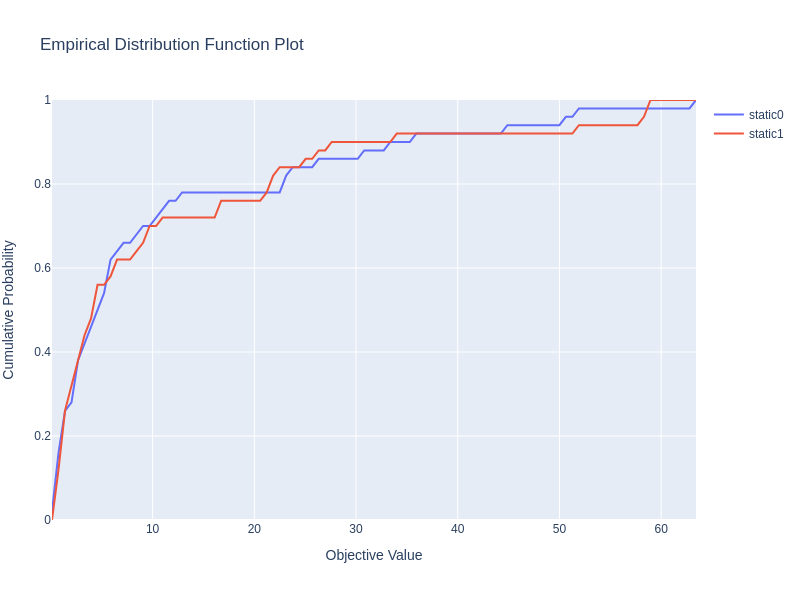 Empirical Distribution Function Plot
1
0.8
0.6
0.4
0.2
0
Cumulative Probability
10 20 30 40 50 60
Objective Value
static0
static1